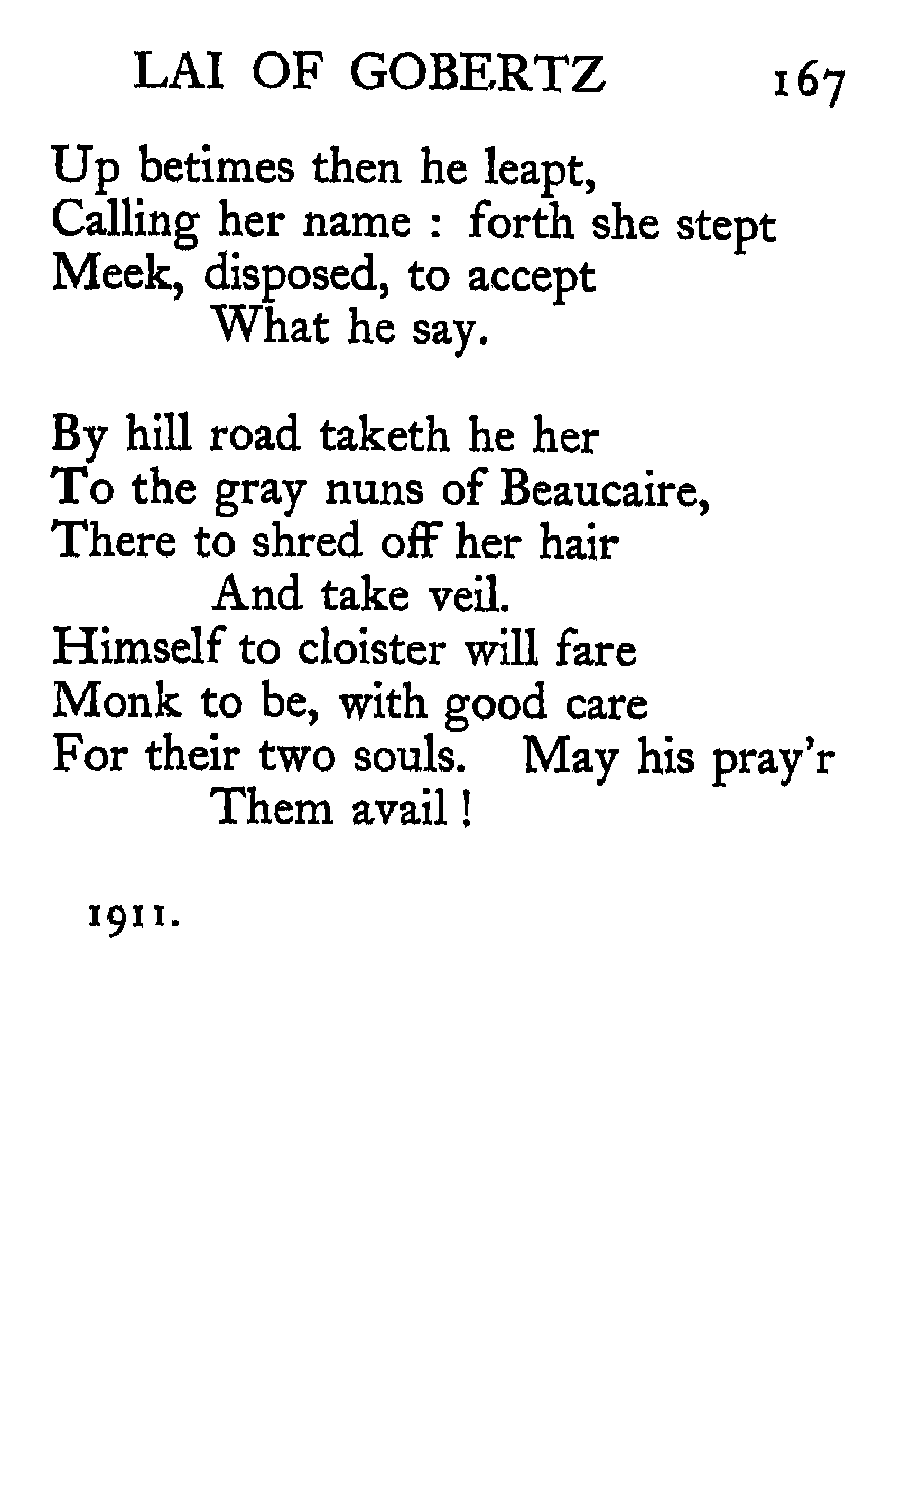 LAI OF GOBERTZ 167
Up betimes then he leapt,
Calling her name : forth she stept
Meek, disposed, to accept
What he say.
By hill road taketh he her
To the gray nuns of Beaucaire,
There to shred off her hair
And take veil.
Himself to cloister will fare
Monk to be, with good care
For their two souls. May his pray'r
Them avail !
1911.